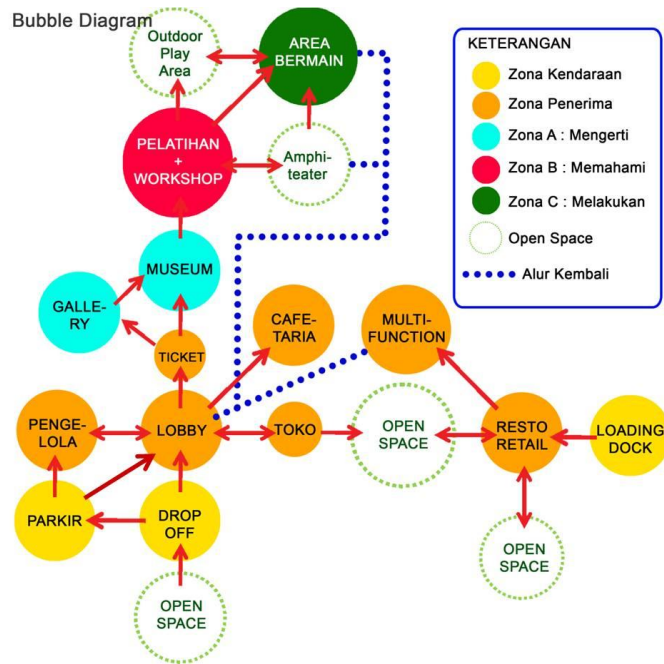 Bubble Diagram
Outdoor
Play
Area
AREA
BERMAIN
PELATIHAN
+
WORKSHOP
Amphi-
teater
MUSEUM
GALLE-
RY
TICKET
CAFE-
TARIA
MULTI-
FUNCTION
PENGE-
LOLA
LOBBY
TOKO
OPEN
SPACE
RESTO
RETAIL
LOADING
DOCK
PARKIR
DROP
OFF
OPEN
SPACE
OPEN
SPACE
KETERANGAN
Zona Kendaraan
Zona Penerima
Zona A : Mengerti
Zona B : Memahami
Zona C : Melakukan
Open Space
Alur Kembali